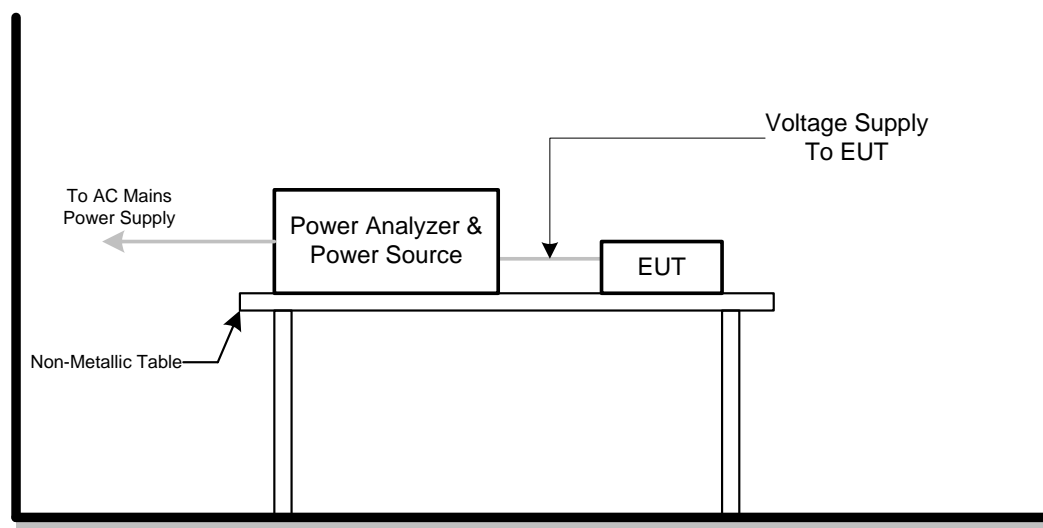 Voltage Supply
To EUT
To AC Mains
Power Supply
Power Analyzer &
Power Source
EUT
Non-Metallic Table